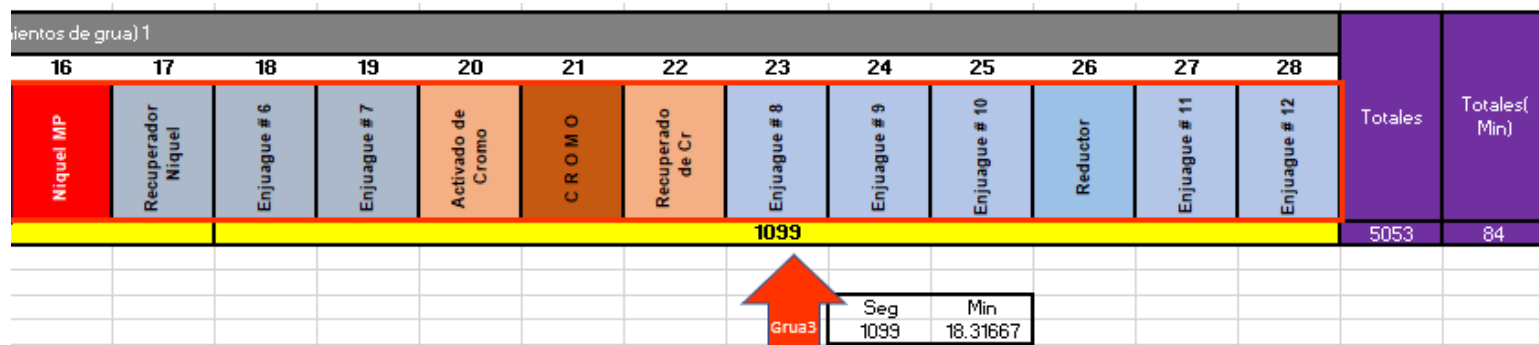 ientos de grua) 1
16 17 18 19 20 21 22 23 24 25 26 27 28
Niquel MP
Recuperador
Niquel
Enjuague # 6
Enjuague # 7
Activado de
Cromo
C R O M O
Recuperado
de Cr
Enjuague # 8
Enjuague # 9
Enjuague # 10
Reductor
Enjuague # 11
Enjuague # 12
Totales
Totales(
Min)
1099 5053 84
Grua3
Seg Min
1099 18.31667